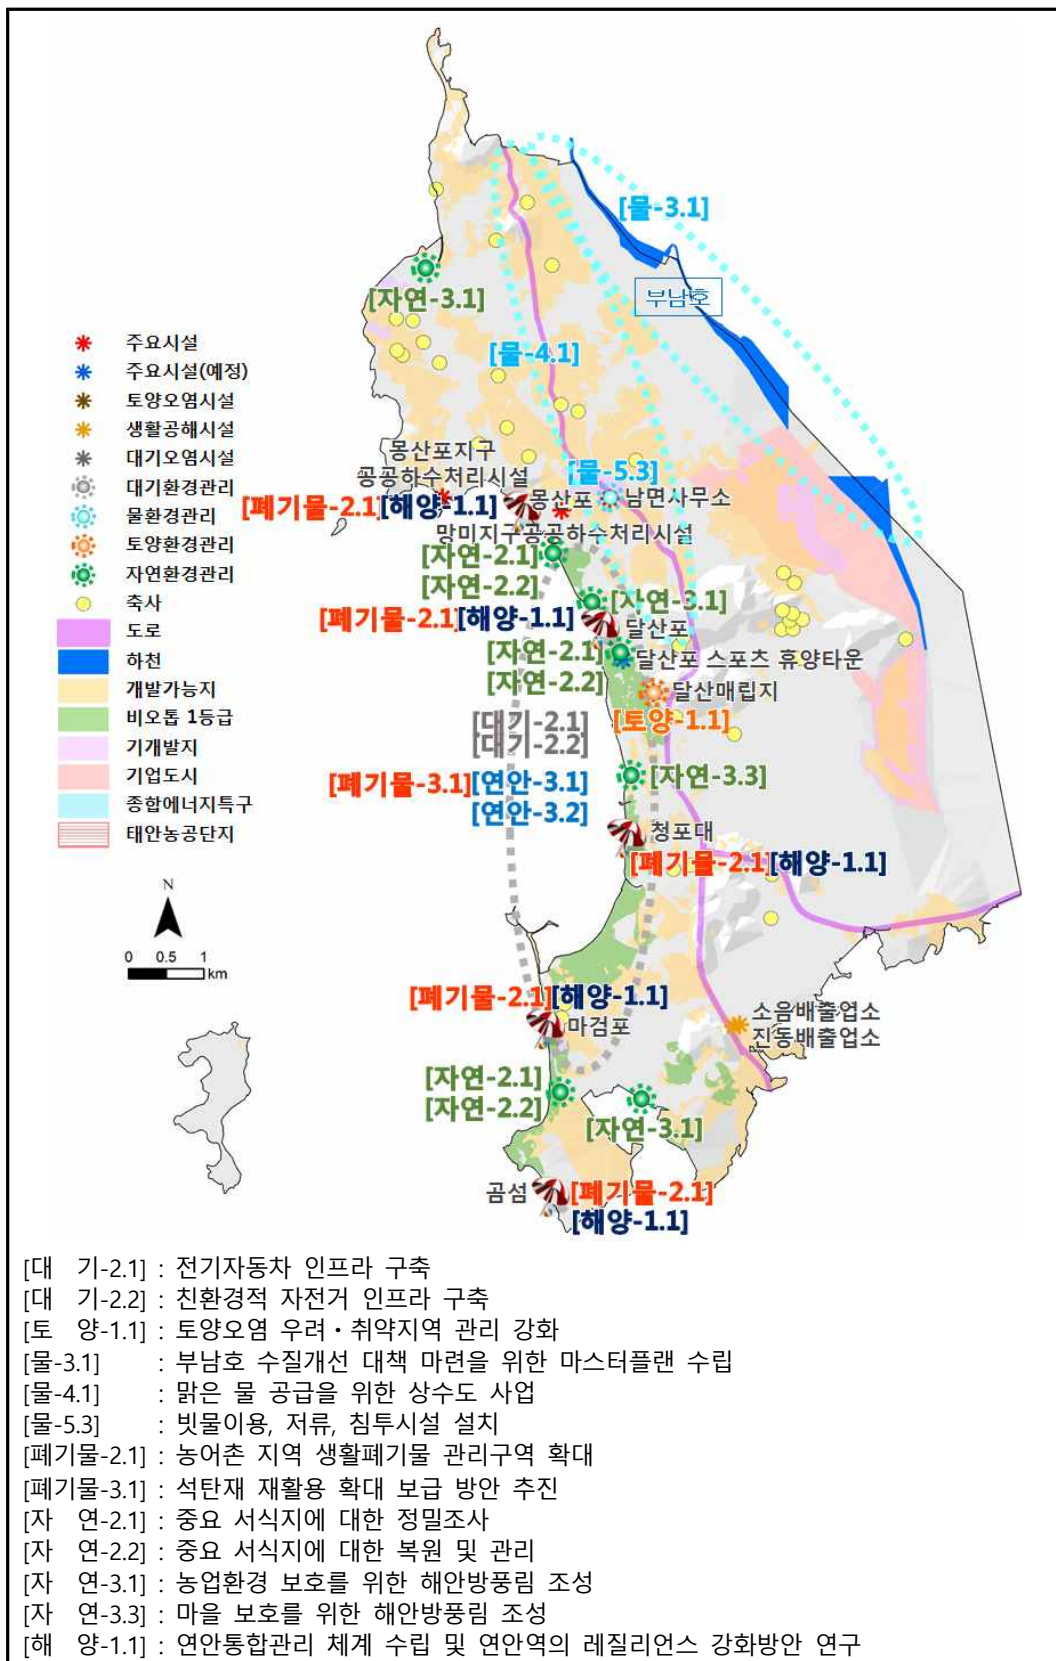 [물-3.1]
부남호
[자연-3.1]
[물-4.1]
주요시설
주요시설(예정)
토양오염시설
생활공해시설
대기오염시설
대기환경관리
물환경관리
토양환경관리
자연환경관리
축사
도로
하천
개발가능지
비오톱 1등급
기개발지
기업도시
종합에너지특구
태안농공단지
N
0 0.5 1
km
몽산포지구
공공하수처리시설
[물-5.3]
[폐기물-2.1][해양-1.1]
몽산포
남면사무소
망미지구공공하수처리시설
[자연-2.1]
[자연-2.2]
[자연-3.1]
[폐기물-2.1][해양-1.1]
달산포
[자연-2.1]
달산포 스포츠 휴양타운
[자연-2.2]
달산매립지
[대기-2.1]
[토양-1.1]
[대기-2.2]
[폐기물-3.1][연안-3.1]
[자연-3.3]
[연안-3.2]
청포대
[폐기물-2.1][해양-1.1]
[폐기물-2.1][해양-1.1]
마검포
소음배출업소
진동배출업소
[자연-2.1]
[자연-2.2]
[자연-3.1]
곰섬
[폐기물-2.1]
[해양-1.1]
[대 기-2.1] : 전기자동차 인프라 구축
[대 기-2.2] : 친환경적 자전거 인프라 구축
[토 양-1.1] : 토양오염 우려・취약지역 관리 강화
[물-3.1] : 부남호 수질개선 대책 마련을 위한 마스터플랜 수립
[물-4.1] : 맑은 물 공급을 위한 상수도 사업
[물-5.3] : 빗물이용, 저류, 침투시설 설치
[폐기물-2.1] : 농어촌 지역 생활폐기물 관리구역 확대
[폐기물-3.1] : 석탄재 재활용 확대 보급 방안 추진
[자 연-2.1] : 중요 서식지에 대한 정밀조사
[자 연-2.2] : 중요 서식지에 대한 복원 및 관리
[자 연-3.1] : 농업환경 보호를 위한 해안방풍림 조성
[자 연-3.3] : 마을 보호를 위한 해안방풍림 조성
[해 양-1.1] : 연안통합관리 체계 수립 및 연안역의 레질리언스 강화방안 연구